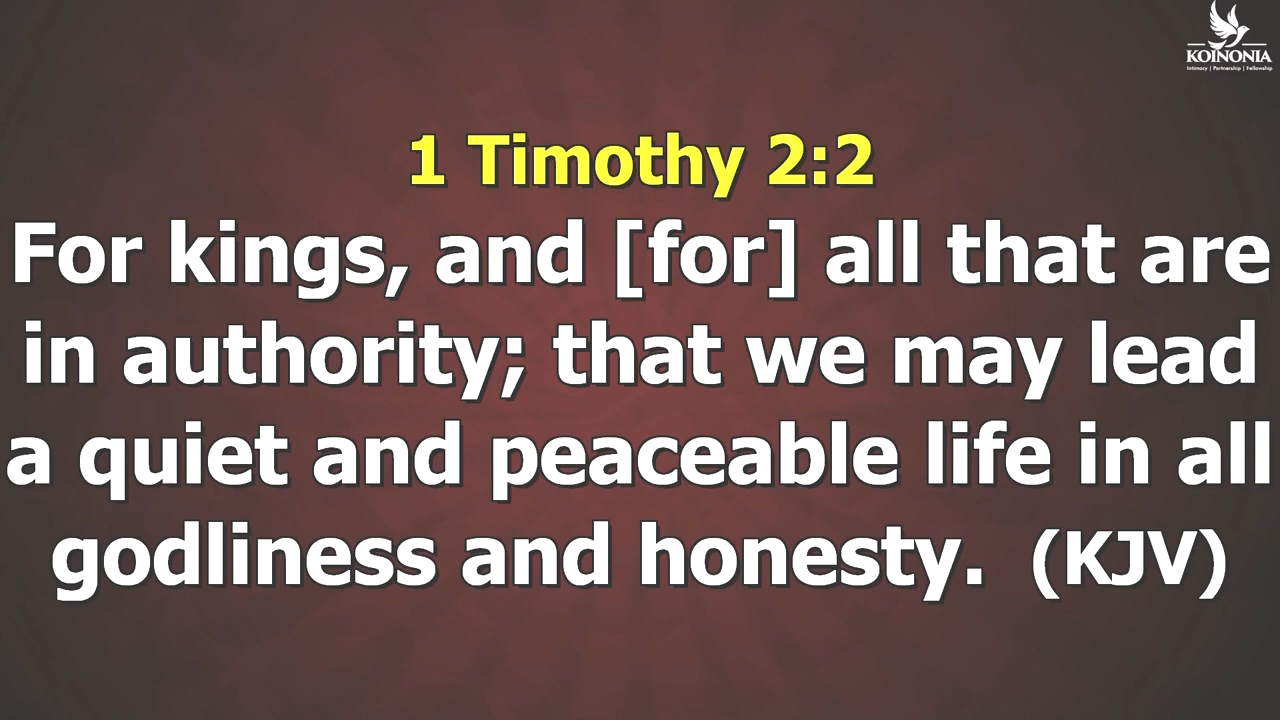 KOINONIA
Intimacy | Partnership | Fellowship
1 Timothy 2:2
For kings, and [for] all that are
in authority; that we may lead
a quiet and peaceable life in all
godliness and honesty. (KJV)